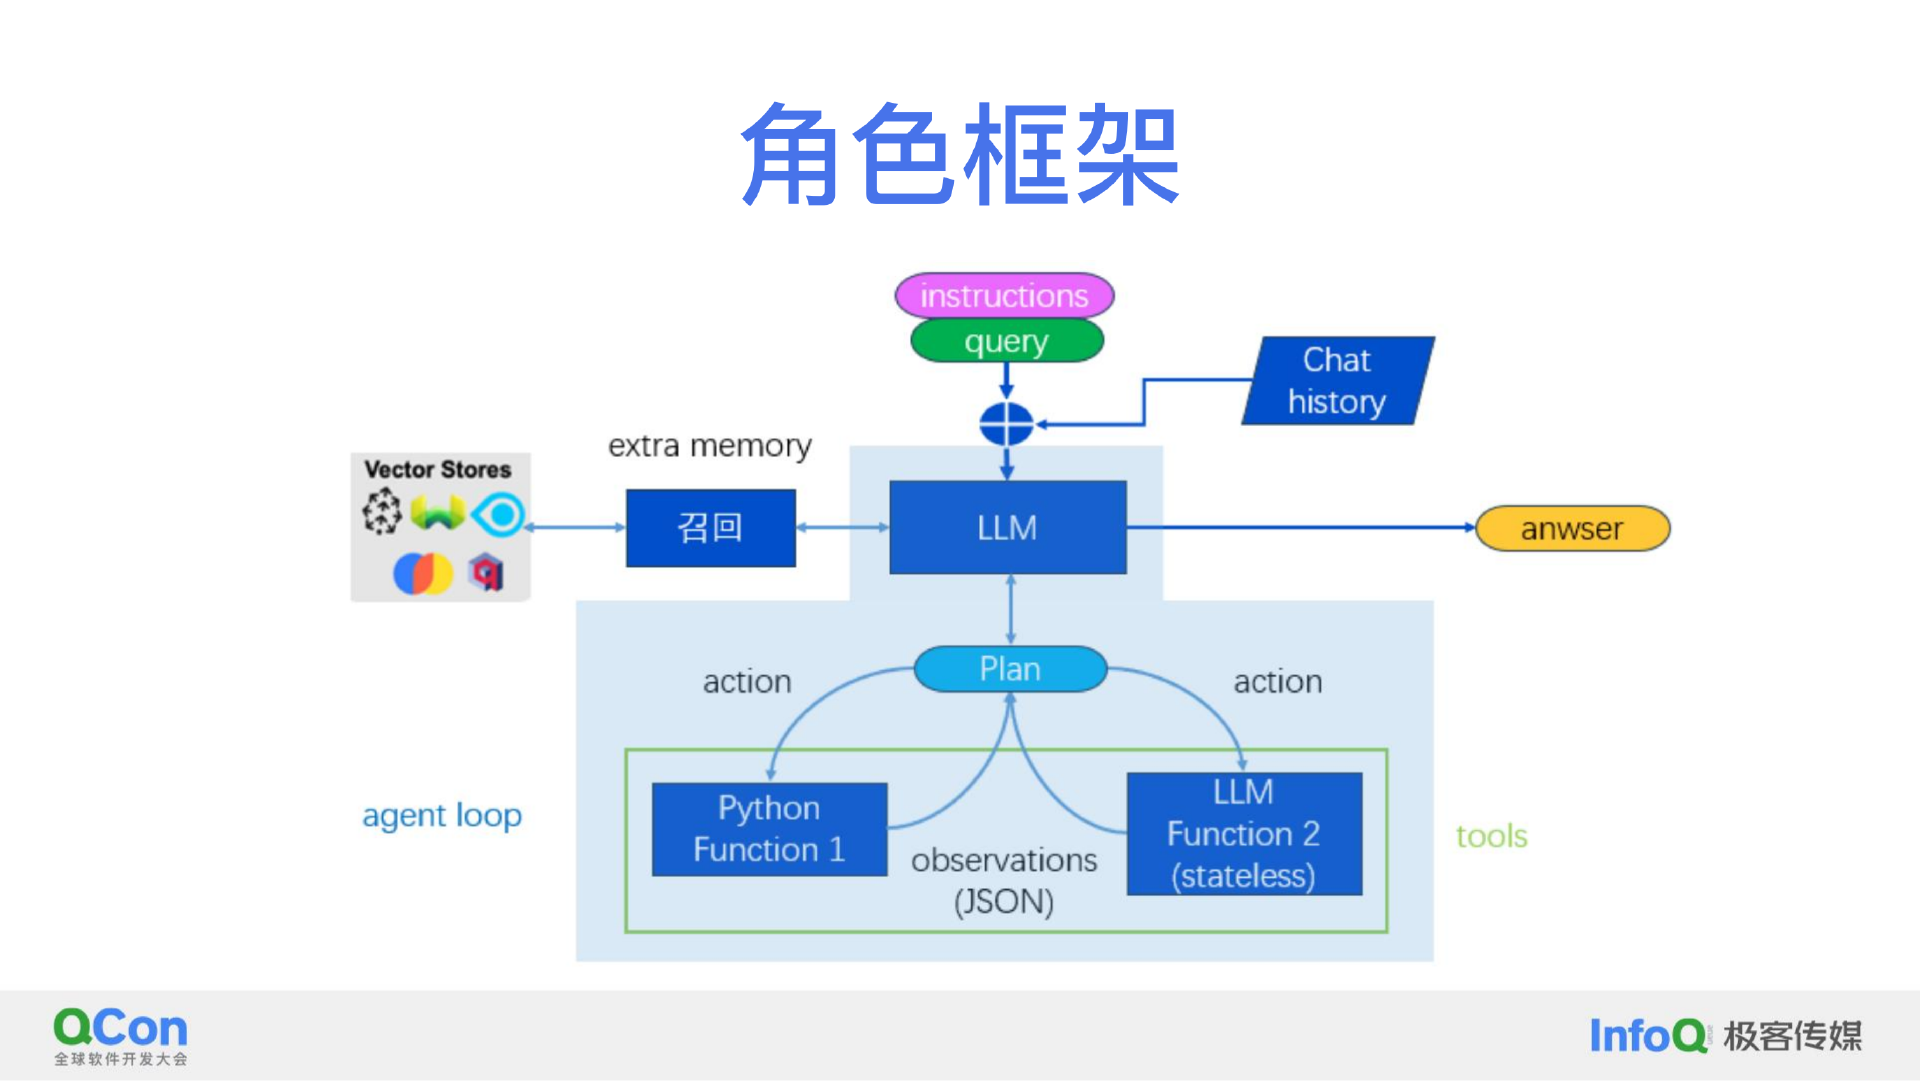 角色框架
instructions
query
Chat
history
extra memory
Vector Stores
召回
LLM
anwser
Plan
action
action
agent loop
Python
Function 1
observations
(JSON)
LLM
Function 2
(stateless)
tools
QCon
全球软件开发大会
InfoQ 极客传媒